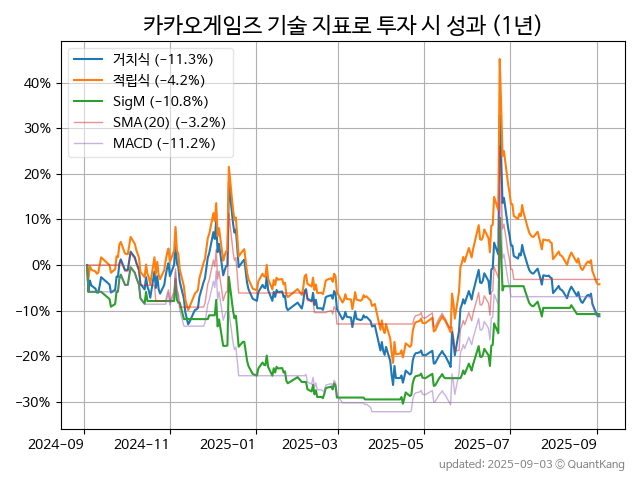 카카오게임즈 기술 지표로 투자 시 성과 (1년)
거치식 (−11.3%)
적립식 (−4.2%)
SigM (−10.8%)
SMA(20) (−3.2%)
MACD (−11.2%)
40%
30%
20%
10%
0%
−10%
−20%
−30%
2024-09 2024-11 2025-01 2025-03 2025-05 2025-07 2025-09
updated: 2025-09-03 © QuantKang